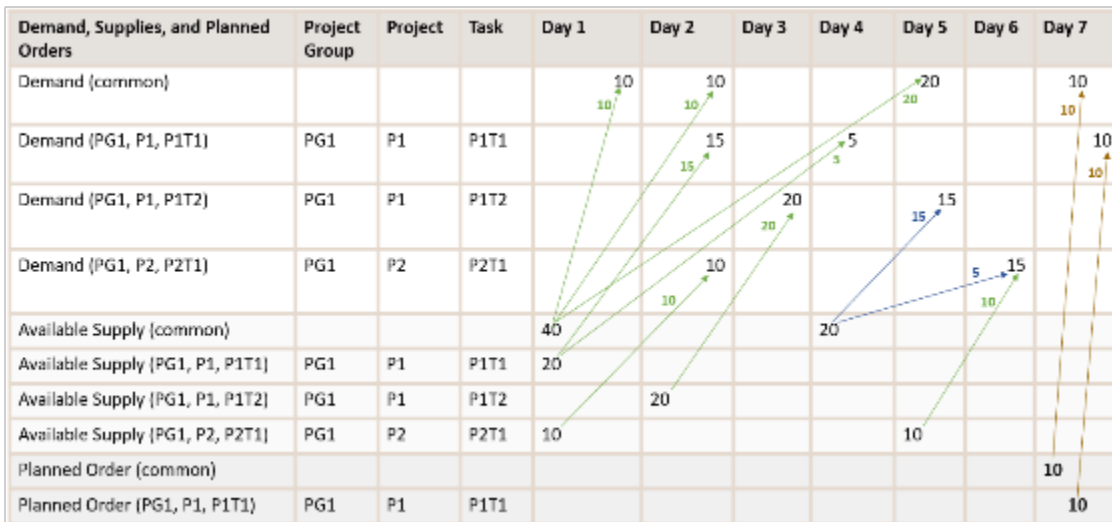 Demand, Supplies, and Planned Orders Project Group Project Task Day 1 Day 2 Day 3 Day 4 Day 5 Day 6 Day 7
Demand (common) 10 10 20 10
10 10 20 10
Demand (PG1, P1, P1T1) PG1 P1 P1T1 15 5 10
15 5 10
Demand (PG1, P1, P1T2) PG1 P1 P1T2 20 15
20 15
Demand (PG1, P2, P2T1) PG1 P2 P2T1 10 15
10 5 10
Available Supply (common) 40 20
Available Supply (PG1, P1, P1T1) PG1 P1 P1T1 20
Available Supply (PG1, P1, P1T2) PG1 P1 P1T2 20
Available Supply (PG1, P2, P2T1) PG1 P2 P2T1 10 10
Planned Order (common) 10
Planned Order (PG1, P1, P1T1) PG1 P1 P1T1 10